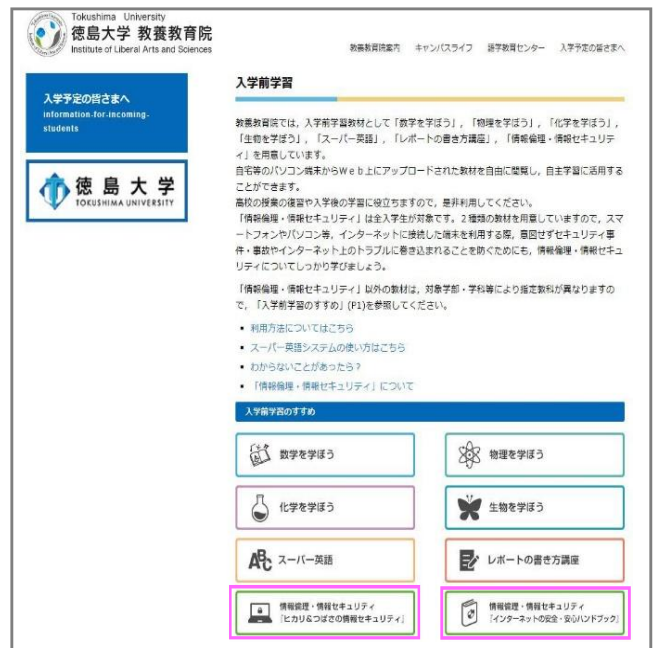 Tokushima University
徳島大学 教養教育院
Institute of Liberal Arts and Sciences
教養教育院案内 キャンパスライフ 語学教育センター 入学予定の皆さまへ
入学予定の皆さまへ
information-for-incoming-
students
徳島大学
TOKUSHIMA UNIVERSITY
入学前学習
教養教育院では，入学前学習教材として「数学を学ぼう」，「物理を学ぼう」，「化学を学ぼう」，
「生物を学ぼう」，「スーパー英語」，「レポートの書き方講座」，「情報倫理・情報セキュリテ
ィ」を用意しています。
自宅等のパソコン端末からＷｅｂ上にアップロードされた教材を自由に閲覧し，自主学習に活用する
ことができます。
高校の授業の復習や入学後の学習に役立ちますので，是非利用してください。
「情報倫理・情報セキュリティ」は全入学生が対象です。２種類の教材を用意していますので，スマ
ートフォンやパソコン等，インターネットに接続した端末を利用する際，意図せずセキュリティ事
件・事故やインターネット上のトラブルに巻き込まれることを防ぐためにも，情報倫理・情報セキュ
リティについてしっかり学びましょう。
「情報倫理・情報セキュリティ」以外の教材は，対象学部・学科等により指定教科が異なりますの
で，「入学前学習のすすめ」(P1)を参照してください。
▪ 利用方法についてはこちら
▪ スーパー英語システムの使い方はこちら
▪ わからないことがあったら？
▪ 「情報倫理・情報セキュリティ」について
入学前学習のすすめ
数学を学ぼう
物理を学ぼう
化学を学ぼう
生物を学ぼう
ABC スーパー英語
レポートの書き方講座
情報倫理・情報セキュリティ
「ヒカリ&つばさの情報セキュリティ」
情報倫理・情報セキュリティ
「インターネットの安全・安心ハンドブック」